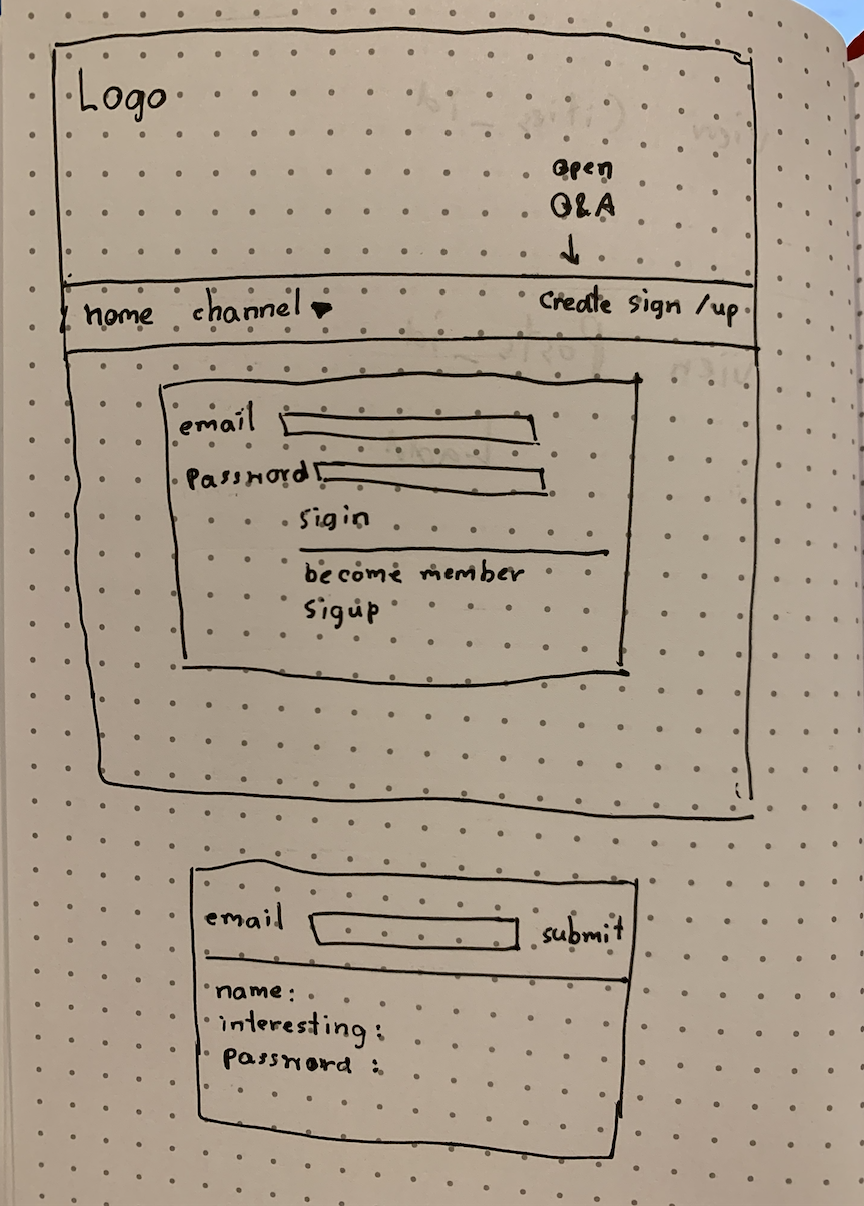 Logo
open
Q&A
home channel
Create sign /up
email
password
sigin
become member
sigup
email submit
name:
interesting:
password: